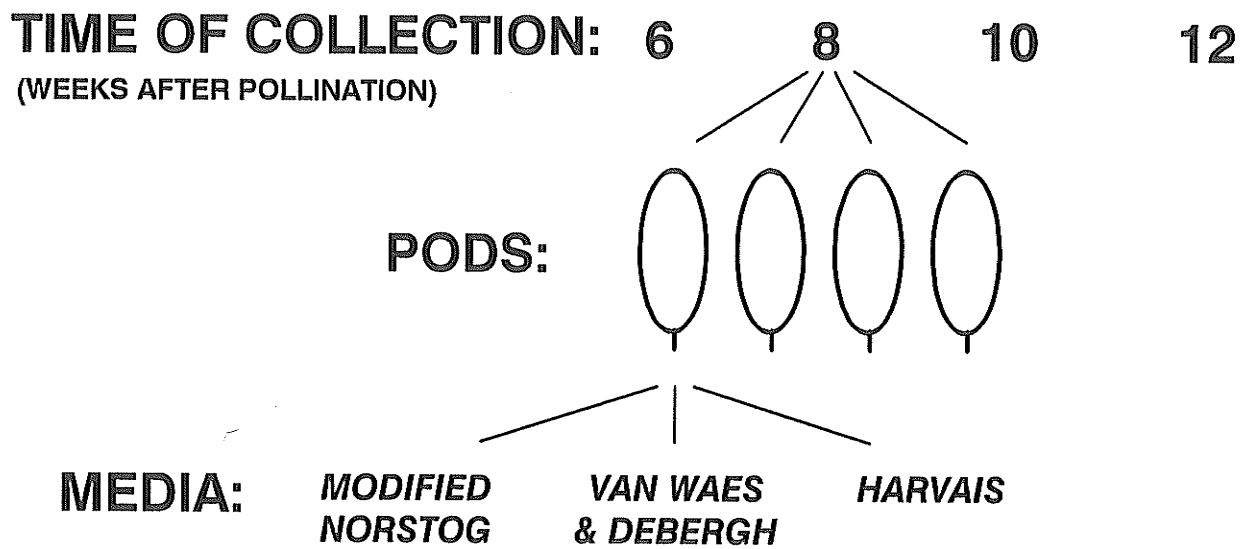 TIME OF COLLECTION: 6 8 10 12
(WEEKS AFTER POLLINATION)
PODS:
MEDIA: MODIFIED NORSTOG VAN WAES & DEBERGH HARVAIS